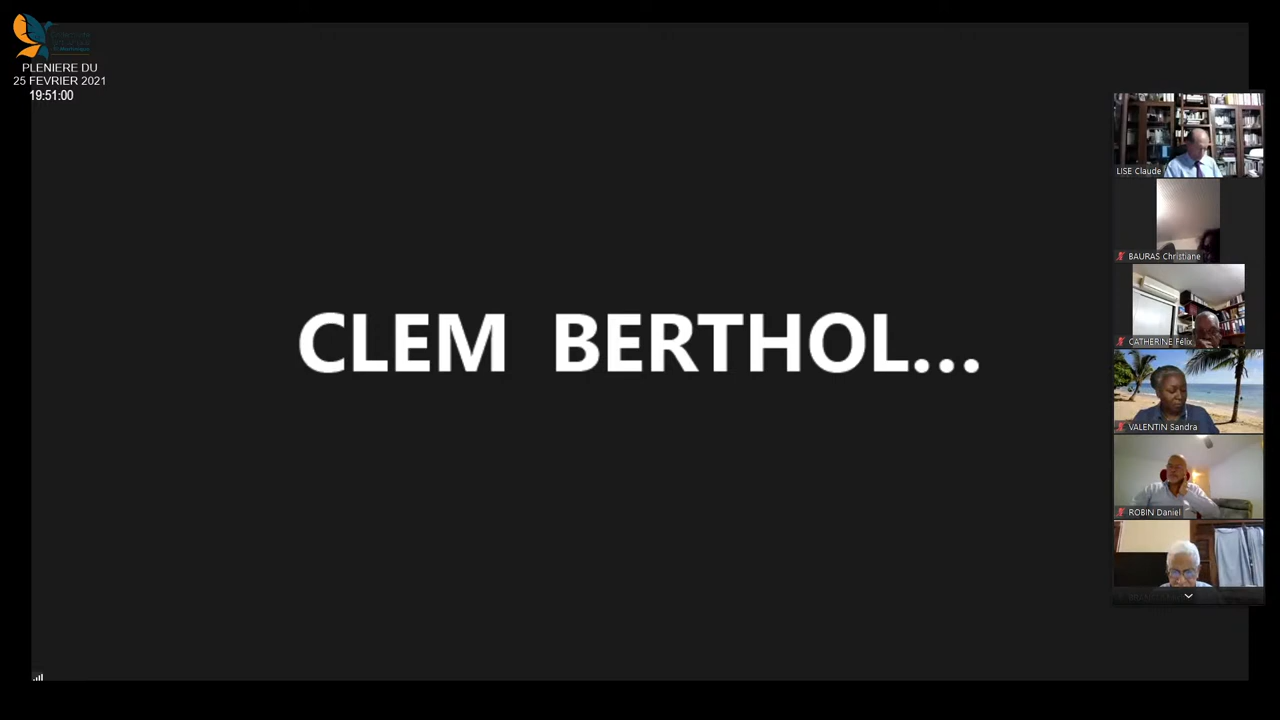 PLENIERE DU
25 FEVRIER 2021
19:51:00
CLEM BERTHOL...
LISE Claude
BAURAS Christiane
CATHERINE Félix
VALENTIN Sandra
ROBIN Daniel